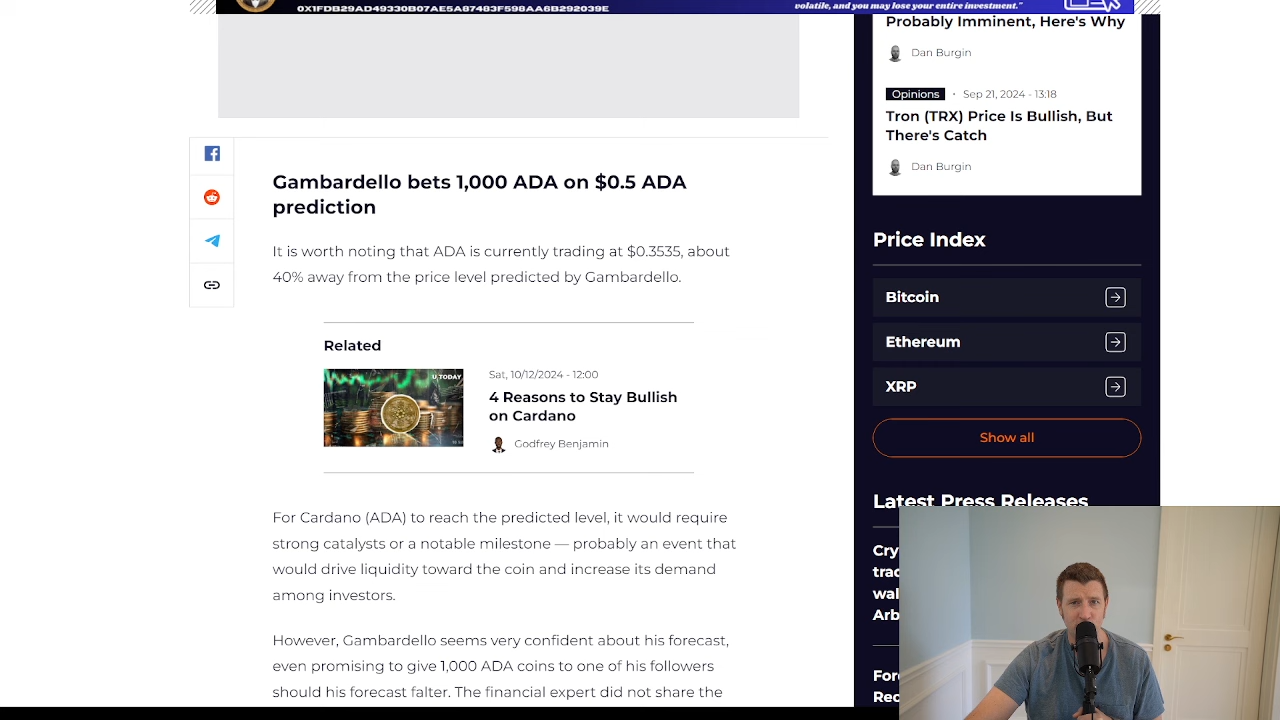 0X1FDB29AD49330B07AE5A87483F598AA6B292039E
volatile, and you may lose your entire investment."
Gambardello bets 1,000 ADA on $0.5 ADA
prediction
It is worth noting that ADA is currently trading at $0.3535, about
40% away from the price level predicted by Gambardello.
Related
U.TODAY
Sat, 10/12/2024 - 12:00
4 Reasons to Stay Bullish
on Cardano
Godfrey Benjamin
For Cardano (ADA) to reach the predicted level, it would require
strong catalysts or a notable milestone — probably an event that
would drive liquidity toward the coin and increase its demand
among investors.
However, Gambardello seems very confident about his forecast,
even promising to give 1,000 ADA coins to one of his followers
should his forecast falter. The financial expert did not share the
Probably Imminent, Here's Why
Dan Burgin
Opinions · Sep 21, 2024 - 13:18
Tron (TRX) Price Is Bullish, But
There's Catch
Dan Burgin
Price Index
Bitcoin
Ethereum
XRP
Show all
Latest Press Releases
Cry
trad
wal
Arb
For
Rec